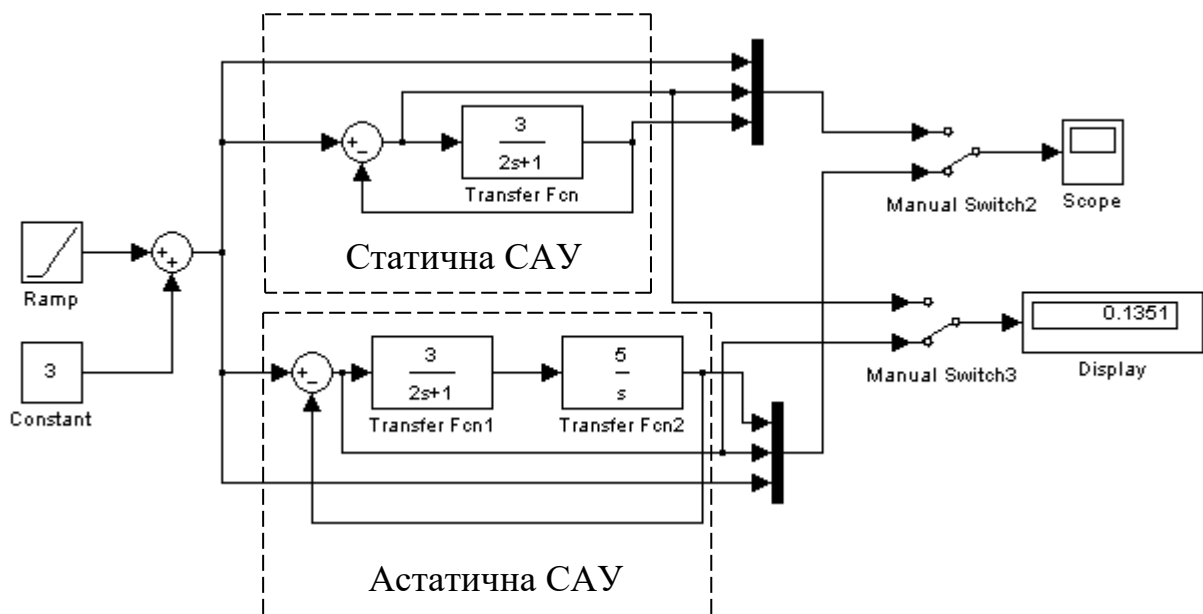 3
2s+1
Transfer Fcn
Статична САУ
Manual Switch2
Scope
Ramp
3
Constant
3
2s+1
Transfer Fcn1
5
s
Transfer Fcn2
0.1351
Display
Manual Switch3
Астатична САУ